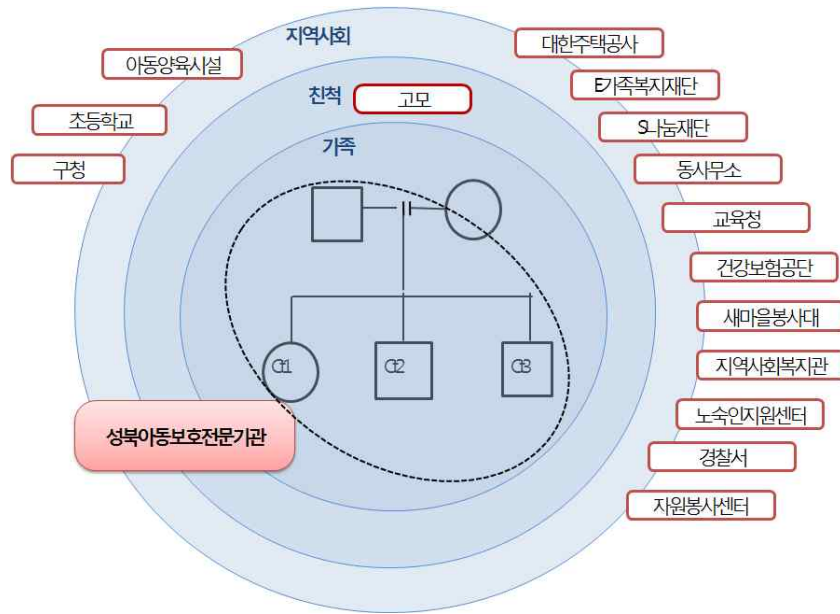 지역사회
대한주택공사
아동양육시설
E가족복지재단
친척
고모
초등학교
S나눔재단
가족
구청
동사무소
교육청
건강보험공단
새마을봉사대
Ct1
Ct2
Ct3
지역사회복지관
노숙인지원센터
성북아동보호전문기관
경찰서
자원봉사센터